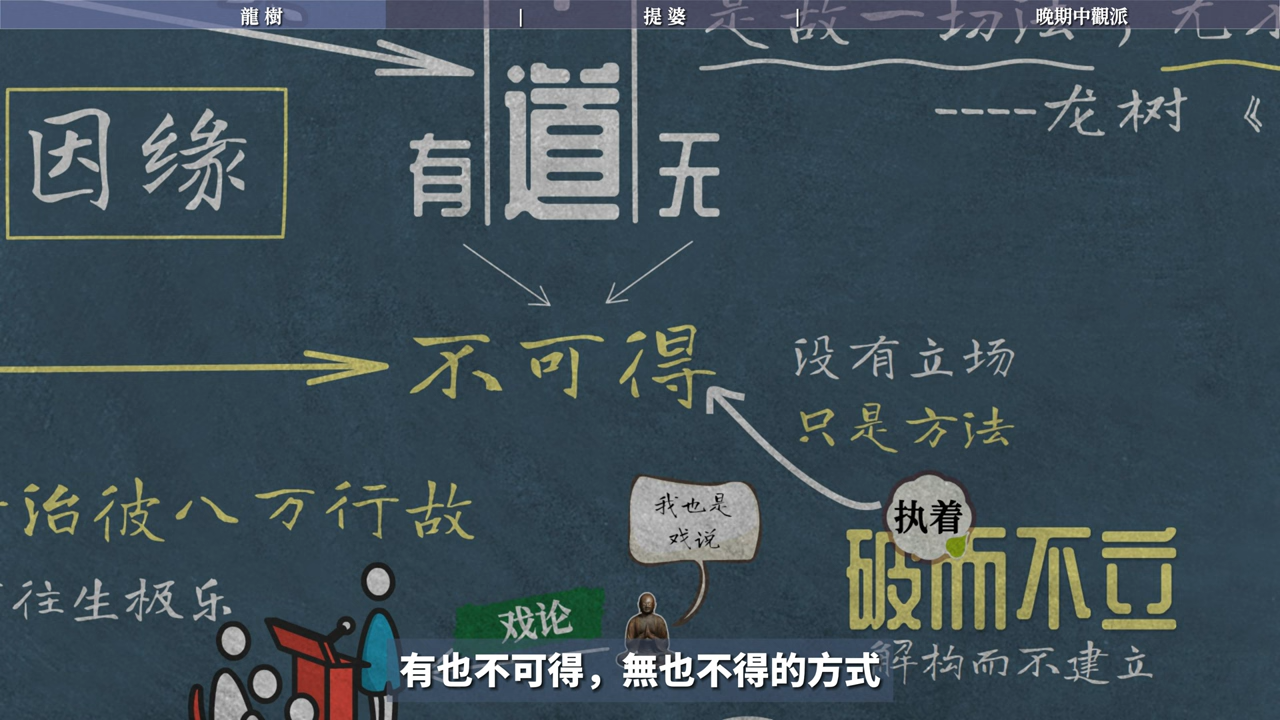 龍樹 | 提婆 | 晚期中觀派
是故一切法，无不
----龙树《
因缘
有 道 无
不可得
没有立场
只是方法
执着
治彼八万行故
我也是
戏说
破而不立
往生极乐
戏论
解构而不建立
有也不可得，無也不得的方式